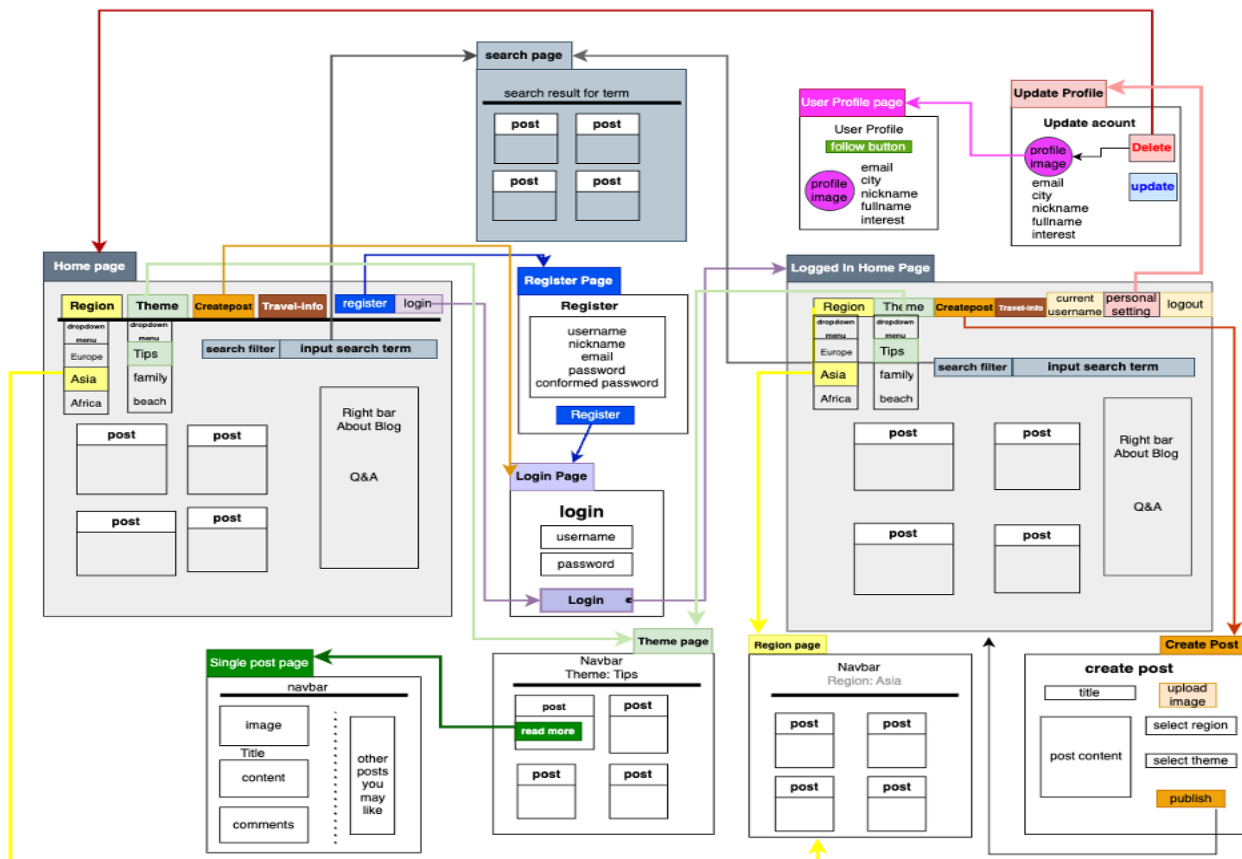 search page
search result for term
post
post
post
post
User Profile page
User Profile
follow button
profile
image
email
city
nickname
fullname
interest
Update Profile
Update acount
profile
image
Delete
update
email
city
nickname
fullname
interest
Home page
Region
Theme
Createpost
Travel-info
register
login
dropdown
menu
Europe
Asia
Africa
dropdown
menu
Tips
family
beach
search filter
input search term
post
post
post
post
Right bar
About Blog
Q&A
Register Page
Register
username
nickname
email
password
conformed password
Register
Login Page
login
username
password
Login
Logged In Home Page
Region
Theme
Createpost
Travel-info
current
username
personal
setting
logout
dropdown
menu
Europe
Asia
Africa
dropdown
menu
Tips
family
beach
search filter
input search term
post
post
post
post
Right bar
About Blog
Q&A
Single post page
navbar
image
Title
content
comments
other
posts
you
may
like
Theme page
Navbar
Theme: Tips
post
read more
post
post
post
Region page
Navbar
Region: Asia
post
post
post
post
Create Post
create post
title
upload
image
post content
select region
select theme
publish